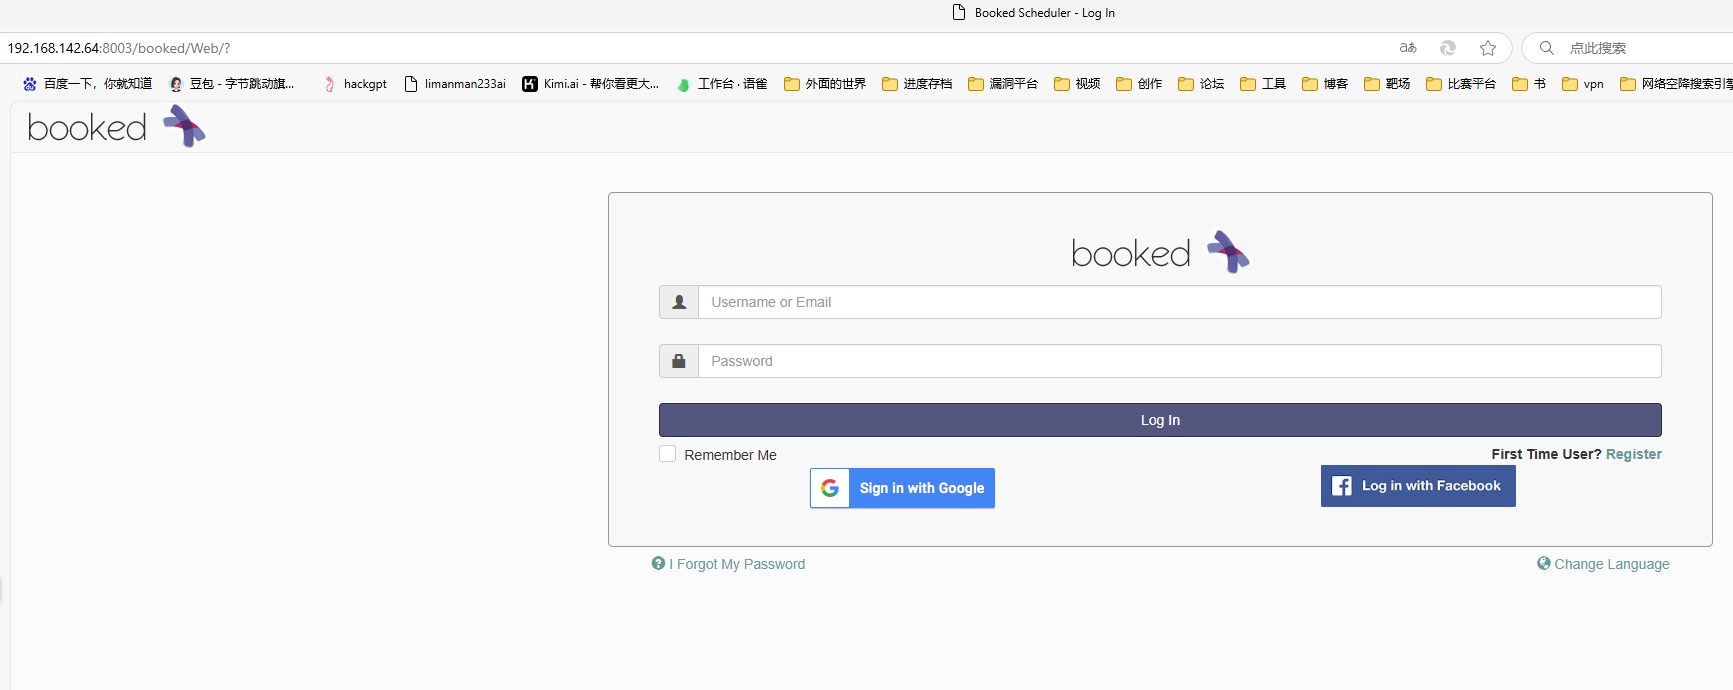 Booked Scheduler - Log In
192.168.142.64:8003/booked/Web/?
aあ
点此搜索
百度一下，你就知道 豆包 - 字节跳动旗... hackgpt limanman233ai Kimi.ai - 帮你看更大... 工作台 · 语雀 外面的世界 进度存档 漏洞平台 视频 创作 论坛 工具 博客 靶场 比赛平台 书 vpn 网络空降搜索引擎
booked
booked
Username or Email
Password
Log In
Remember Me
First Time User? Register
Sign in with Google
Log in with Facebook
I Forgot My Password
Change Language